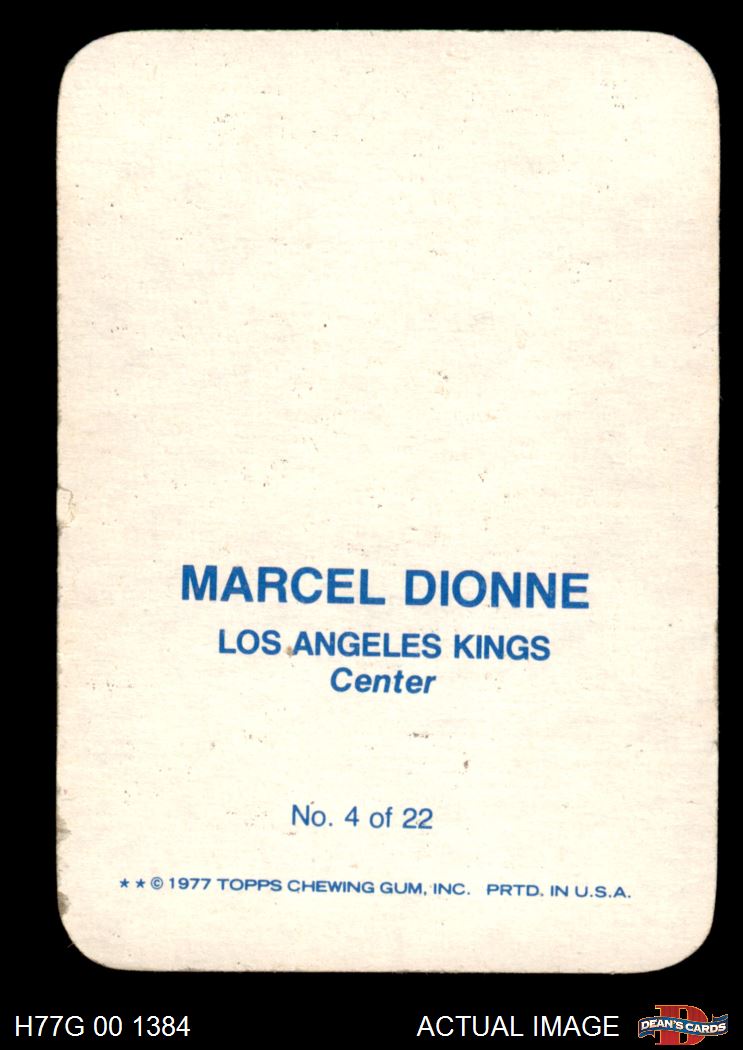 MARCEL DIONNE
LOS ANGELES KINGS
Center
No. 4 of 22
★ ★ © 1977 TOPPS CHEWING GUM, INC. PRTD. IN U.S.A.
H77G 00 1384 ACTUAL IMAGE D DEAN'S CARDS